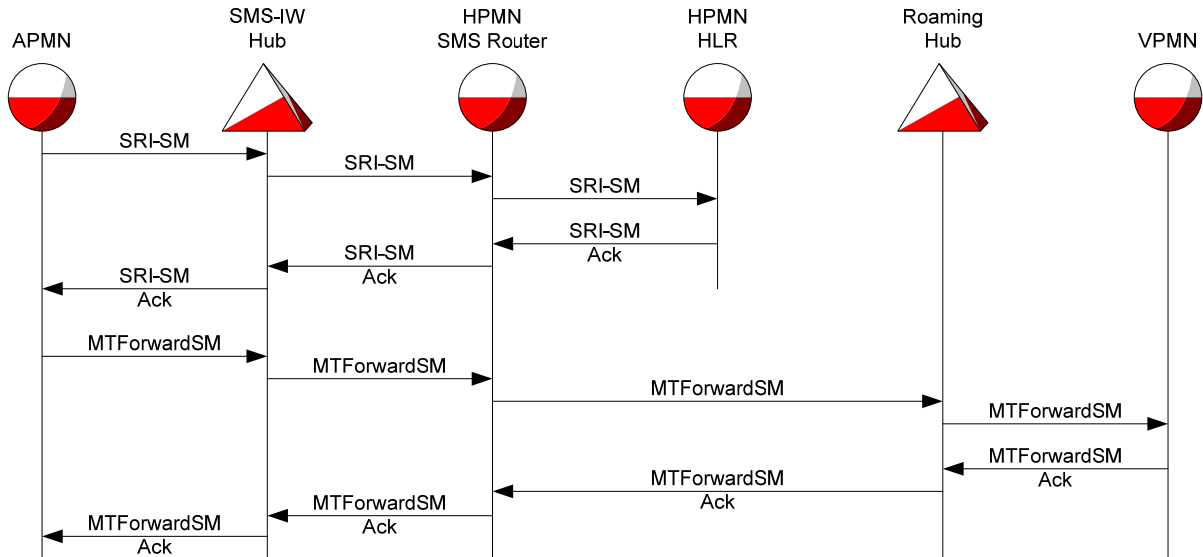 APMN
SMS-IW
Hub
HPMN
SMS Router
HPMN
HLR
Roaming
Hub
VPMN
SRI-SM
SRI-SM
SRI-SM
SRI-SM
Ack
SRI-SM
Ack
SRI-SM
Ack
MTForwardSM
MTForwardSM
MTForwardSM
MTForwardSM
MTForwardSM
Ack
MTForwardSM
Ack
MTForwardSM
Ack
MTForwardSM
Ack